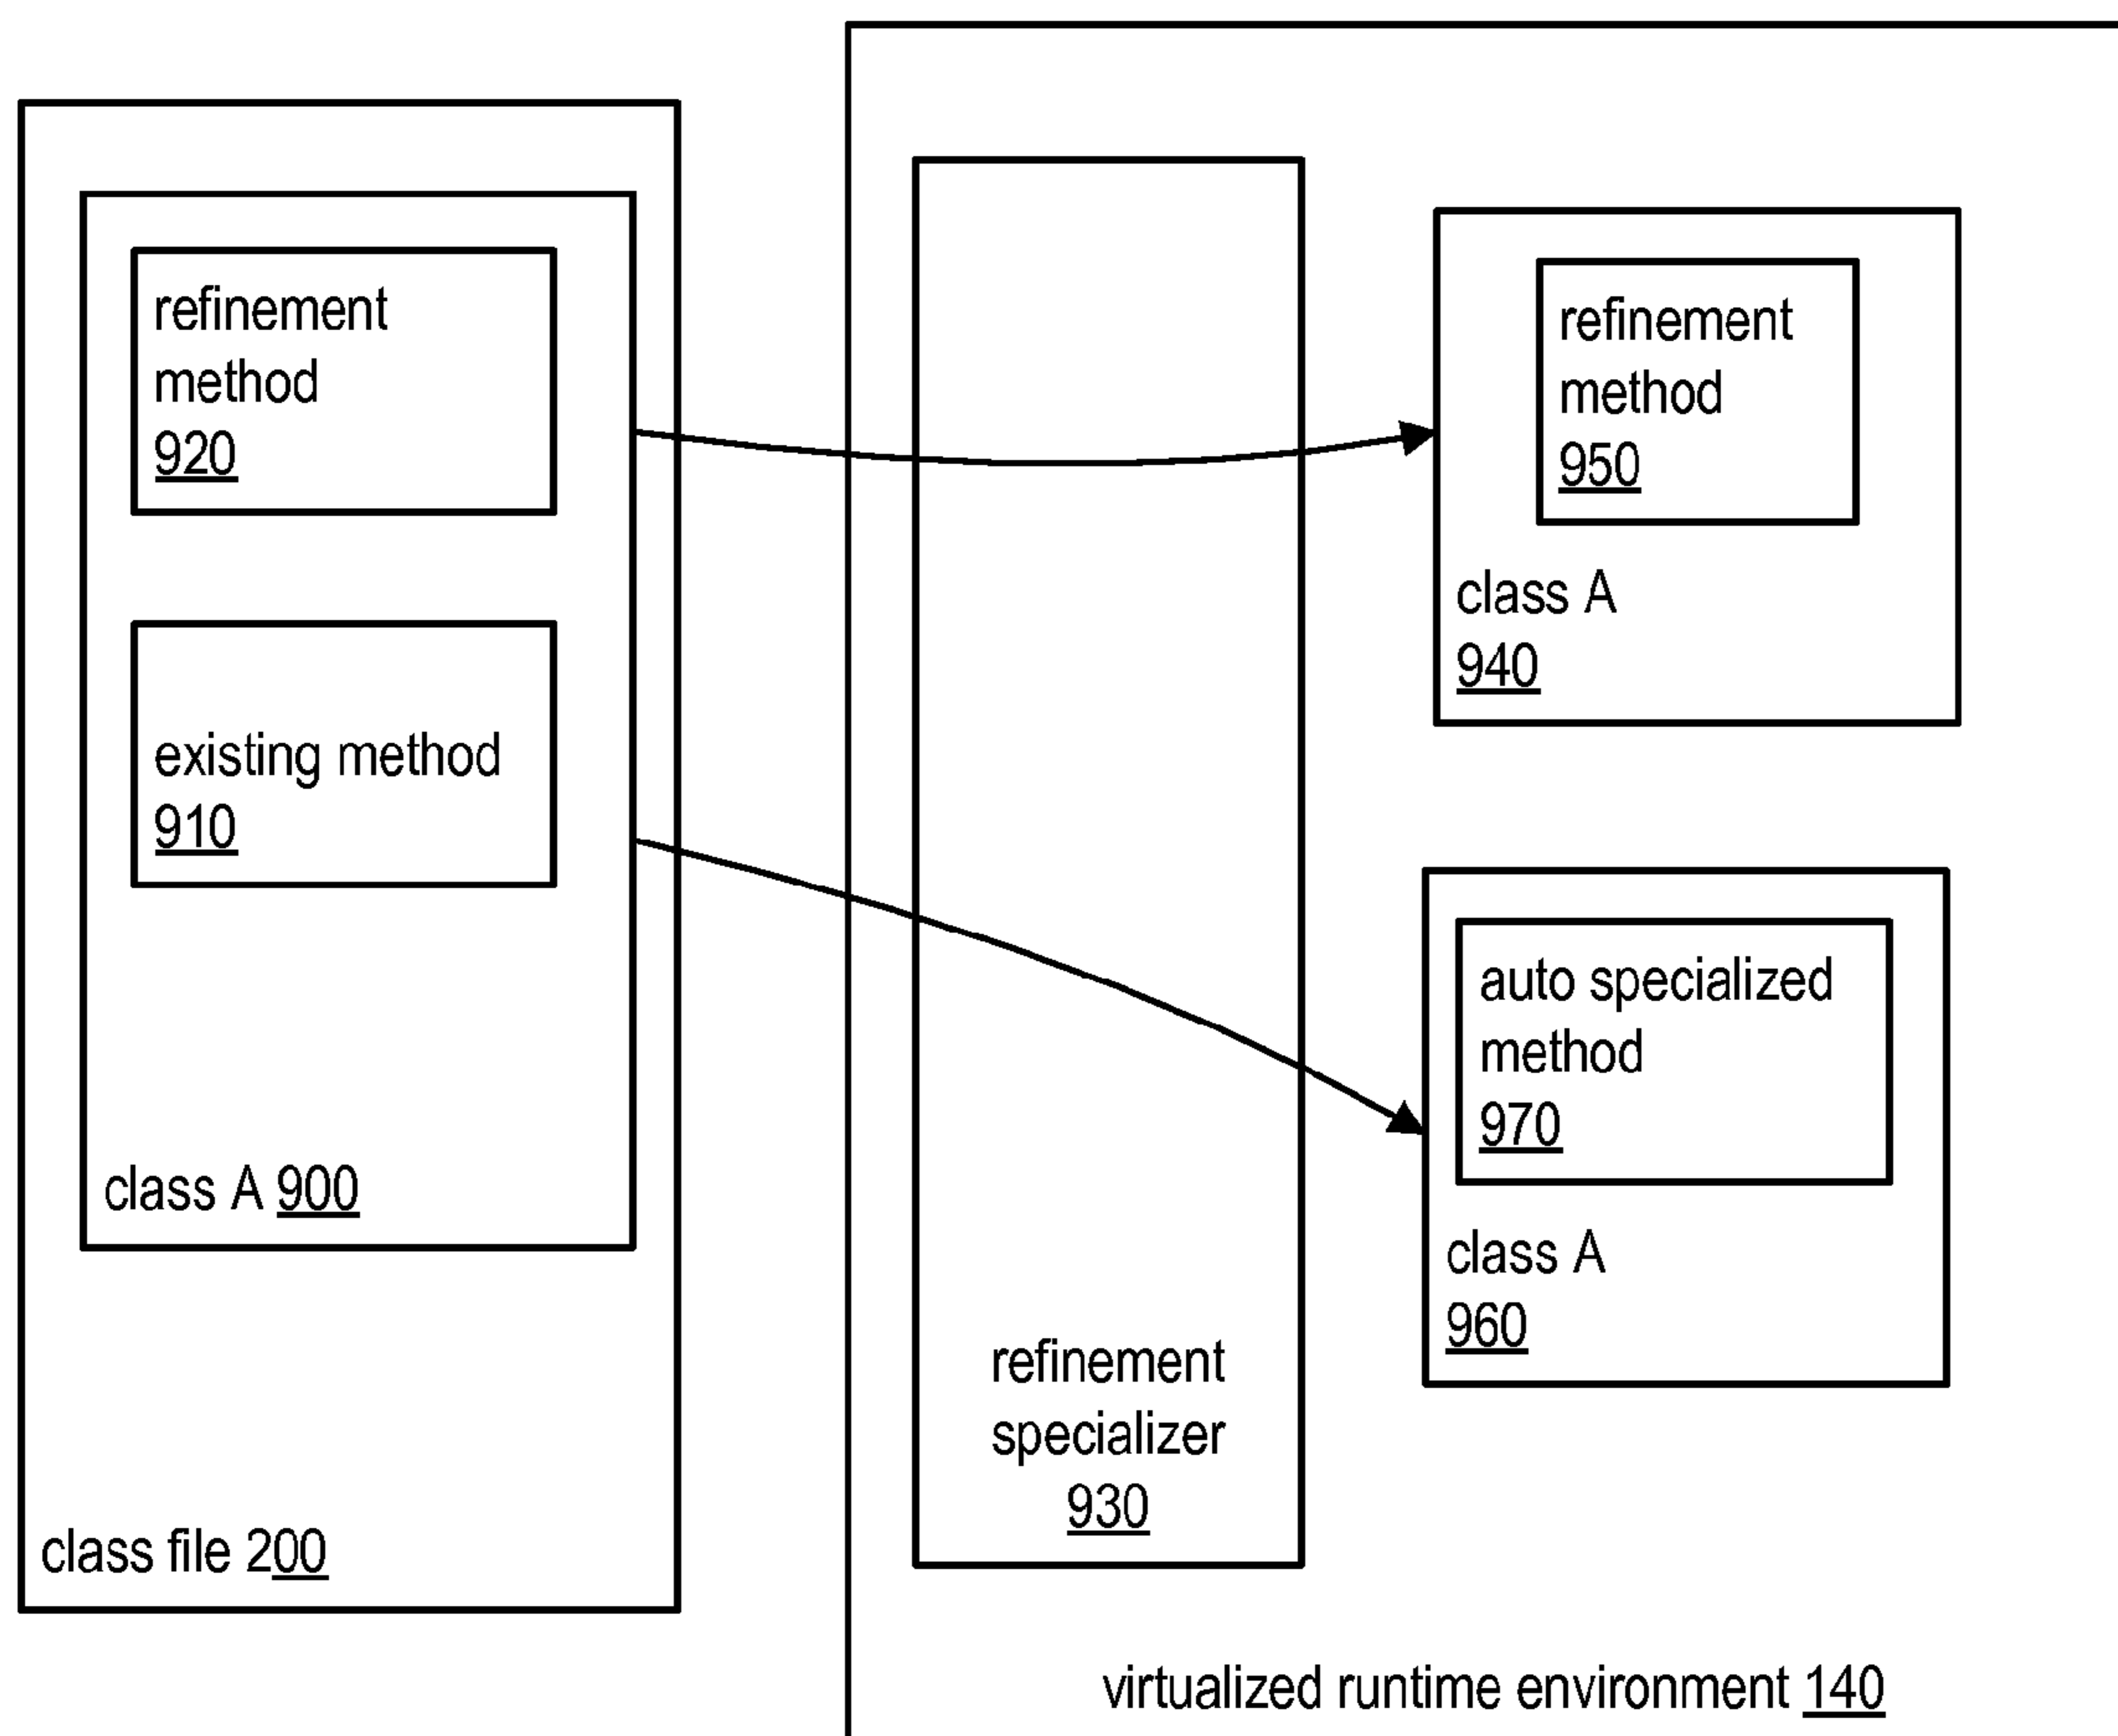 refinement
method
920
existing method
910
class A 900
class file 200
refinement
specializer
930
refinement
method
950
class A
940
auto specialized
method
970
class A
960
virtualized runtime environment 140